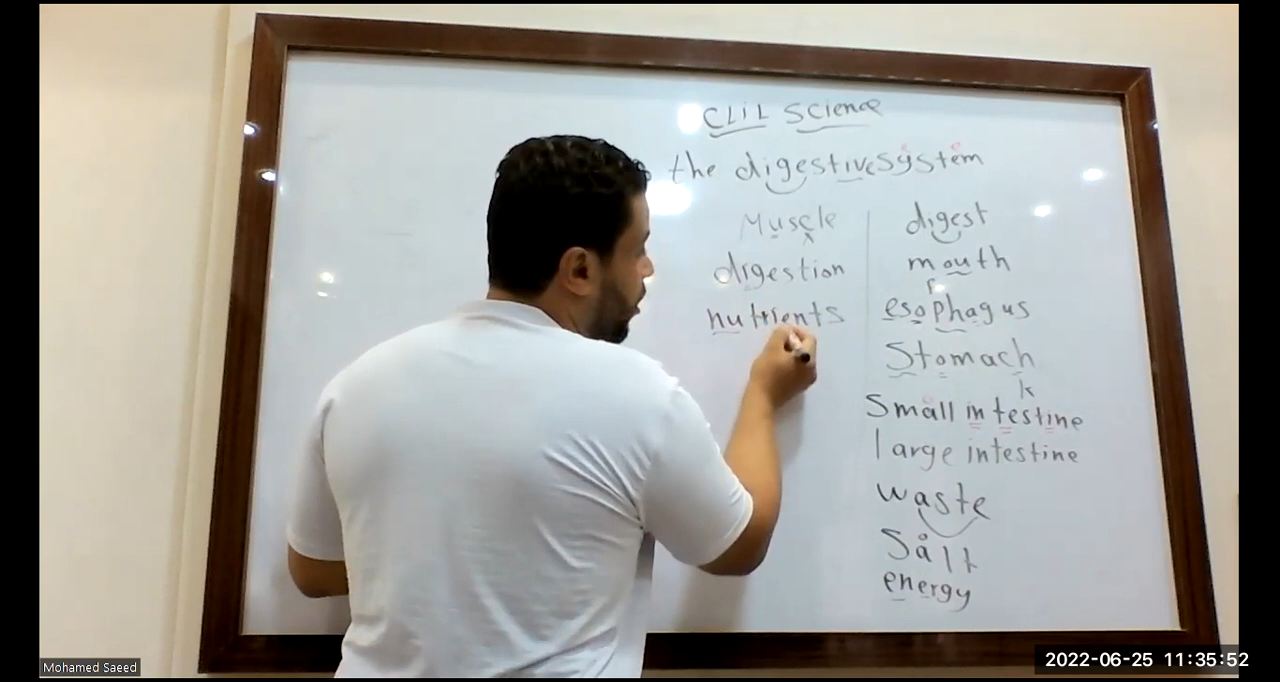 CLIL Science
the digestive system
Muscle
digestion
nutrients
digest
mouth
f
esophagus
Stomach
k
Small intestine
large intestine
waste
Salt
energy
Mohamed Saeed
2022-06-25 11:35:52